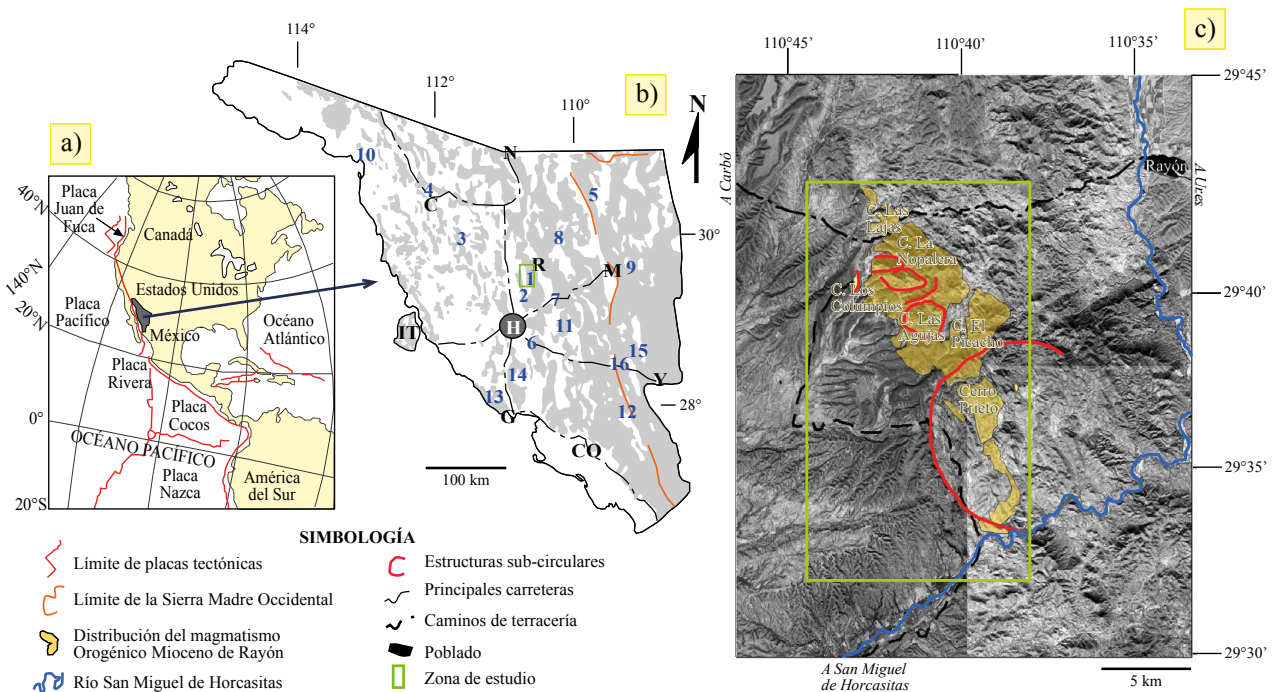 a)
40°N
140°N
20°N
0°
20°S
Placa
Juan de
Fuca
Canadá
Estados Unidos
Placa
Pacífico
México
Océano
Atlántico
Placa
Rivera
Placa
Cocos
OCÉANO PACÍFICO
Placa
Nazca
América
del Sur
b)
114°
112°
110°
N
30°
28°
10
N
4
C
5
3
8
R
1
M
9
2
7
IT
H
11
6
15
16
14
Y
13
G
12
CO
100 km
c)
110°45’
110°40’
110°35’
29°45’
29°40’
29°35’
29°30’
A Carbó
Rayón
A Ures
C. Las
Lajas
C. La
Nopalera
C. Los
Columpios
C. Las
Agujas
C. El
Picacho
Cerro
Prieto
A San Miguel
de Horcasitas
5 km
SIMBOLOGÍA
Límite de placas tectónicas
Límite de la Sierra Madre Occidental
Distribución del magmatismo
Orogénico Mioceno de Rayón
Río San Miguel de Horcasitas
Estructuras sub-circulares
Principales carreteras
Caminos de terracería
Poblado
Zona de estudio